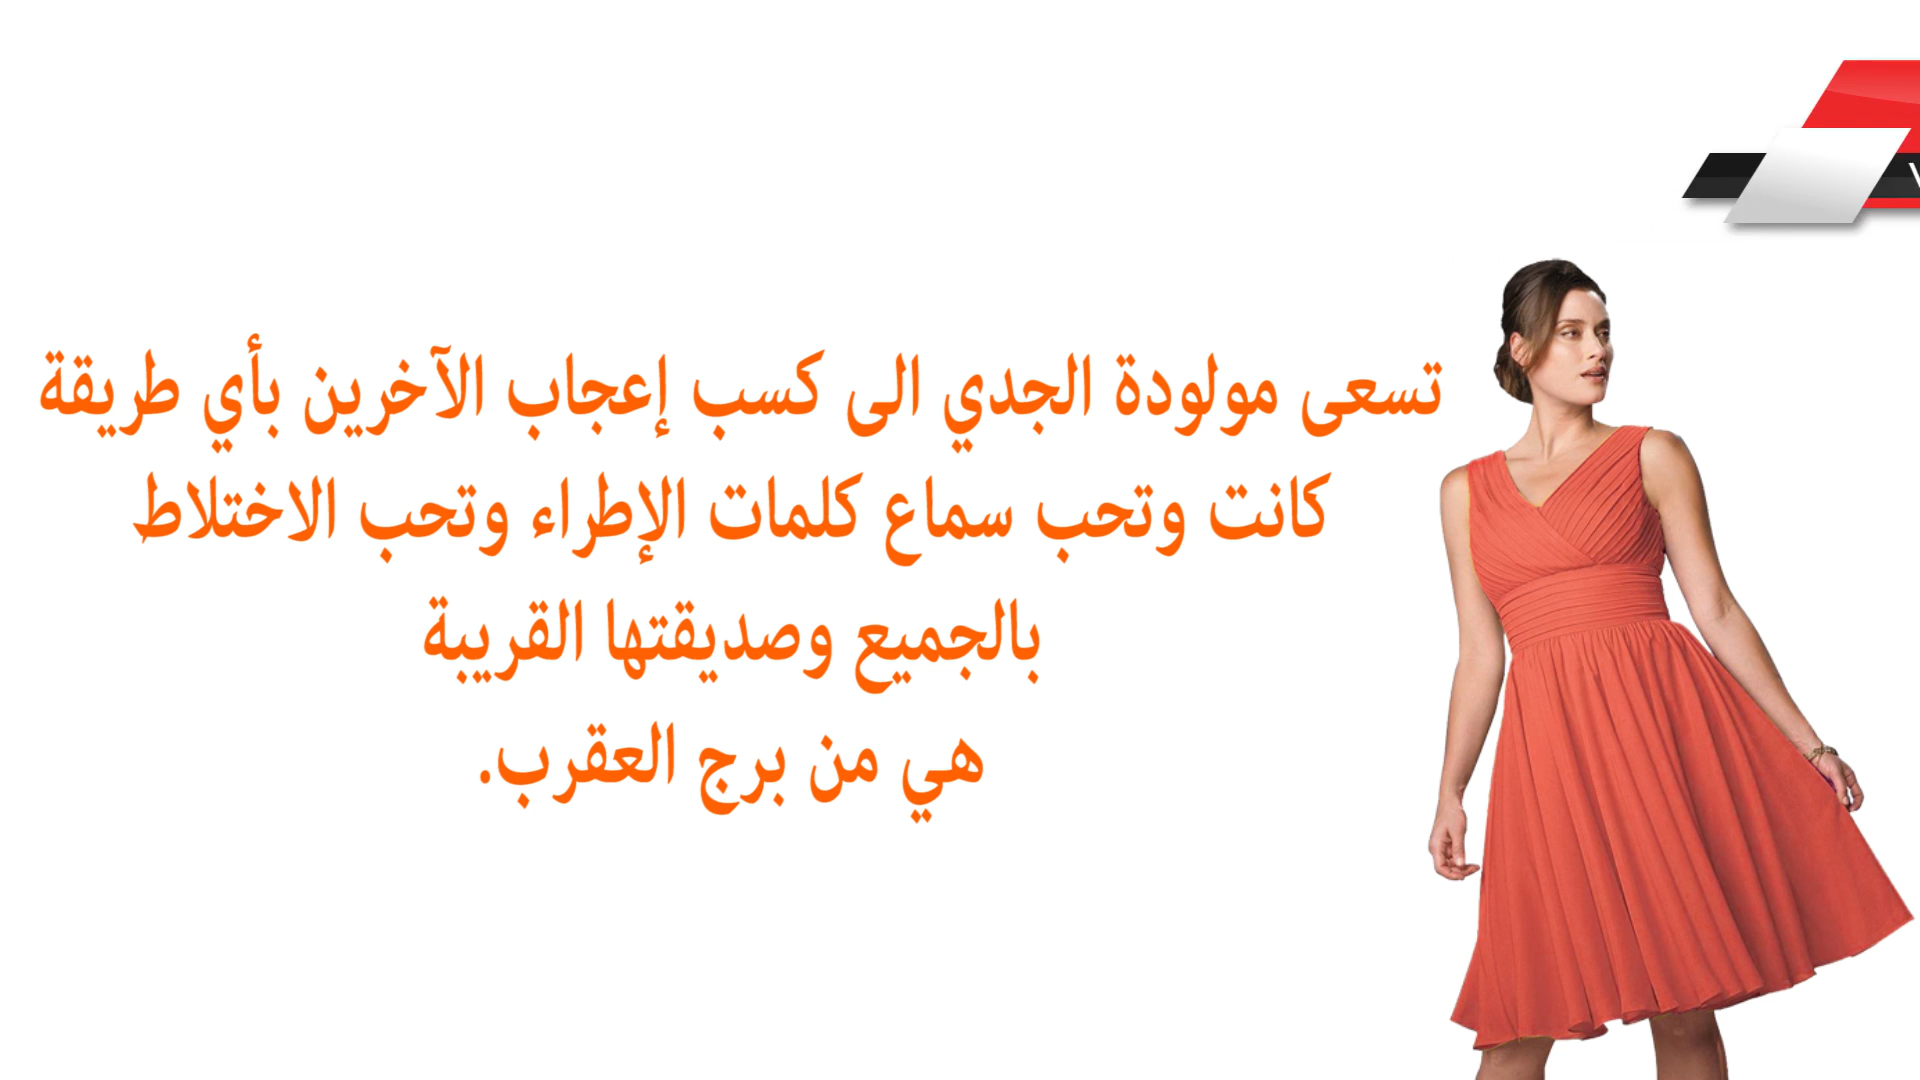 تسعى مولودة الجدي الى كسب إعجاب الآخرين بأي طريقة
كانت وتحب سماع كلمات الإطراء وتحب الاختلاط
بالجميع وصديقتها القريبة
هي من برج العقرب.